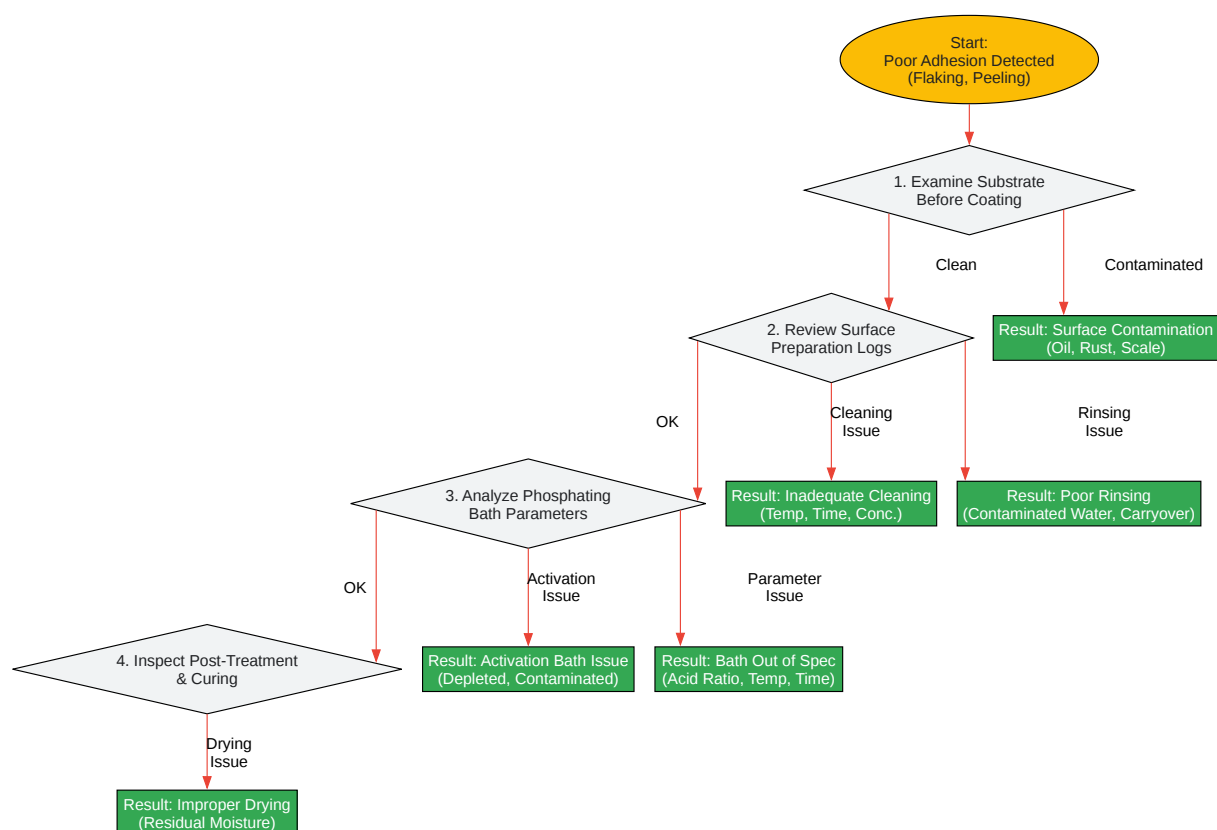 Start:
Poor Adhesion Detected
(Flaking, Peeling)
1. Examine Substrate
Before Coating
Clean
Contaminated
2. Review Surface
Preparation Logs
Result: Surface Contamination
(Oil, Rust, Scale)
OK
Cleaning
Issue
Rinsing
Issue
3. Analyze Phosphating
Bath Parameters
Result: Inadequate Cleaning
(Temp, Time, Conc.)
Result: Poor Rinsing
(Contaminated Water, Carryover)
OK
Activation
Issue
Parameter
Issue
4. Inspect Post-Treatment
& Curing
Result: Activation Bath Issue
(Depleted, Contaminated)
Result: Bath Out of Spec
(Acid Ratio, Temp, Time)
Drying
Issue
Result: Improper Drying
(Residual Moisture)